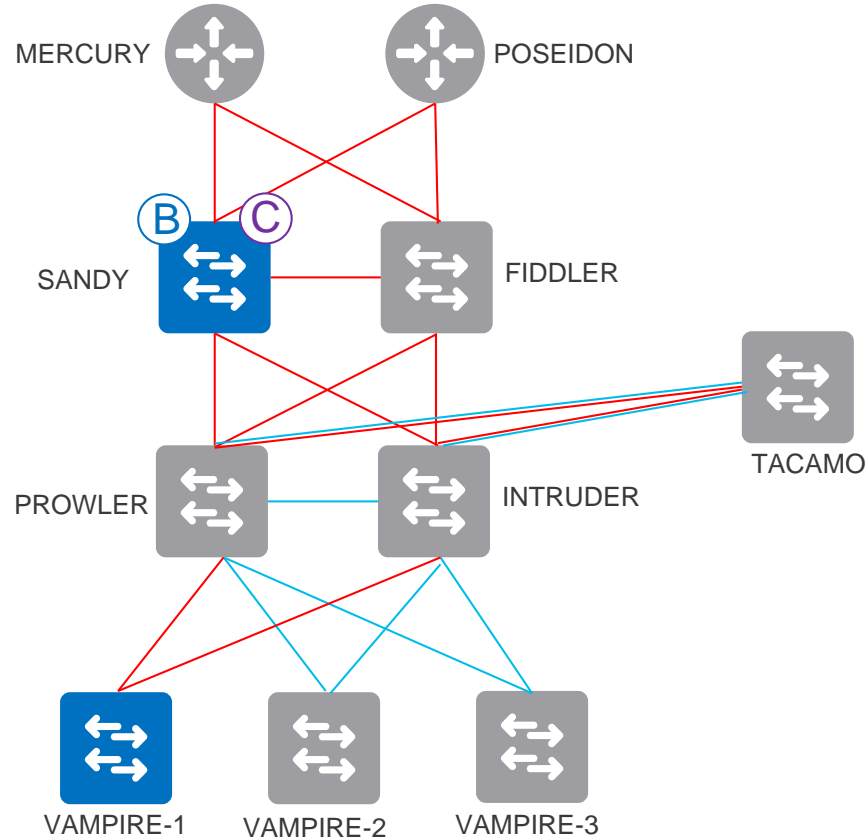 MERCURY
POSEIDON
B
C
SANDY
FIDDLER
TACAMO
PROWLER
INTRUDER
VAMPIRE-1
VAMPIRE-2
VAMPIRE-3